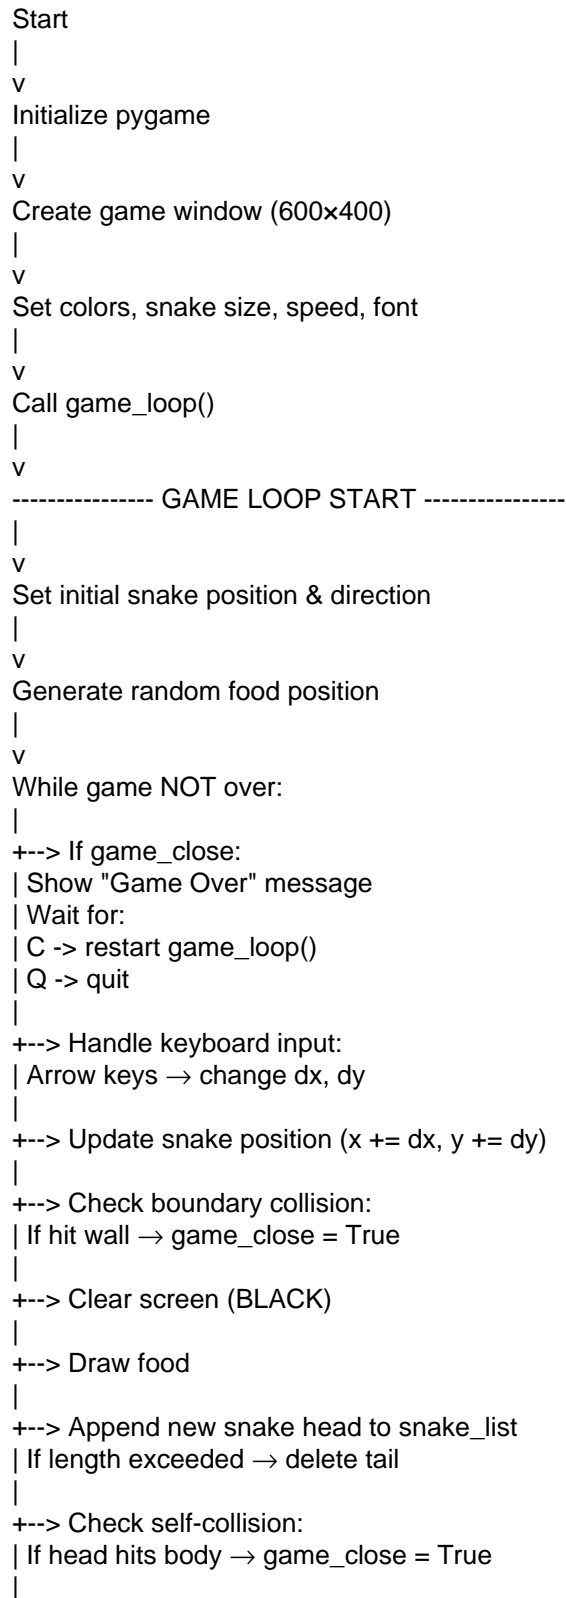 Start
|
v
Initialize pygame
|
v
Create game window (600×400)
|
v
Set colors, snake size, speed, font
|
v
Call game_loop()
|
v
---------------- GAME LOOP START ----------------
|
v
Set initial snake position & direction
|
v
Generate random food position
|
v
While game NOT over:
|
+--> If game_close:
| Show "Game Over" message
| Wait for:
| C -> restart game_loop()
| Q -> quit
|
+--> Handle keyboard input:
| Arrow keys → change dx, dy
|
+--> Update snake position (x += dx, y += dy)
|
+--> Check boundary collision:
| If hit wall → game_close = True
|
+--> Clear screen (BLACK)
|
+--> Draw food
|
+--> Append new snake head to snake_list
| If length exceeded → delete tail
|
+--> Check self-collision:
| If head hits body → game_close = True
|